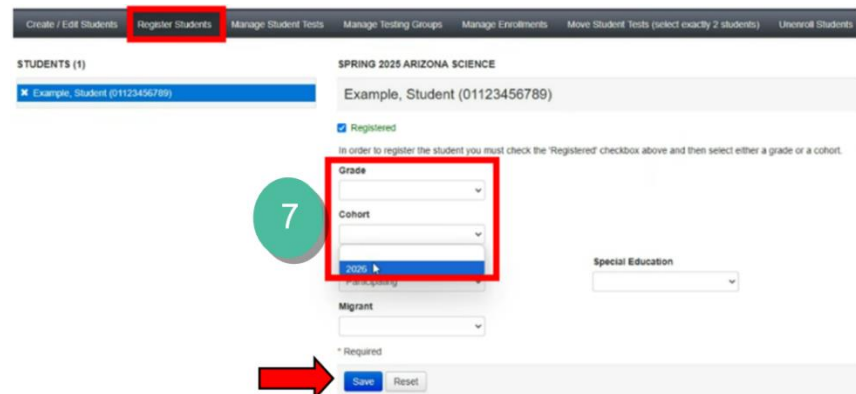 Create / Edit Students Register Students Manage Student Tests Manage Testing Groups Manage Enrollments Move Student Tests (select exactly 2 students) Unenroll Students
STUDENTS (1)
SPRING 2025 ARIZONA SCIENCE
✖ Example, Student (01123456789)
Example, Student (01123456789)
Registered
In order to register the student you must check the 'Registered' checkbox above and then select either a grade or a cohort.
Grade
7
Cohort
2026
Special Education
Participating
Migrant
* Required
Save Reset